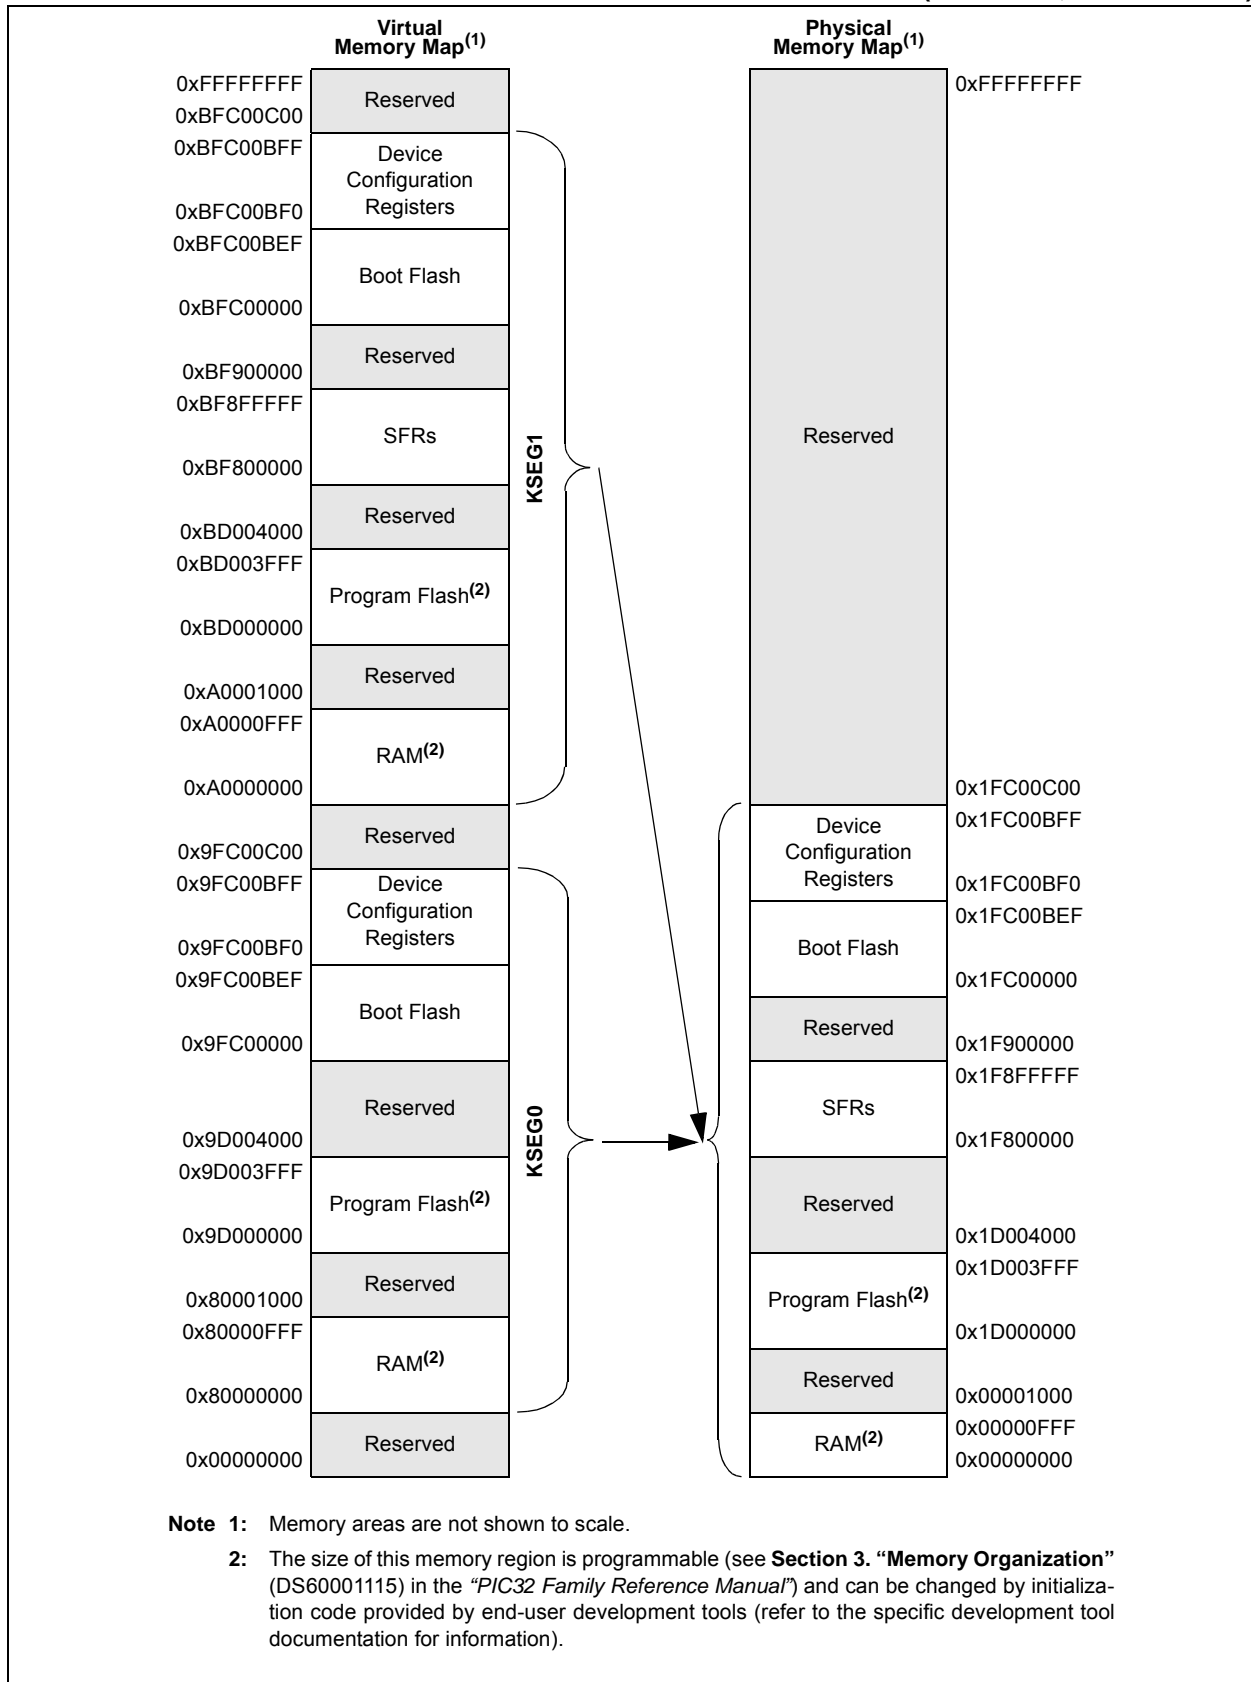 Virtual
Memory Map(1)
Physical
Memory Map(1)
0xFFFFFFFF
Reserved
0xBFC00C00
0xBFC00BFF
Device
Configuration
Registers
0xBFC00BF0
0xBFC00BEF
Boot Flash
0xBFC00000
Reserved
0xBF900000
0xBF8FFFFF
SFRs
0xBF800000
Reserved
0xBD004000
0xBD003FFF
Program Flash(2)
0xBD000000
Reserved
0xA0001000
0xA0000FFF
RAM(2)
0xA0000000
Reserved
0x9FC00C00
0x9FC00BFF
Device
Configuration
Registers
0x9FC00BF0
0x9FC00BEF
Boot Flash
0x9FC00000
Reserved
0x9D004000
0x9D003FFF
Program Flash(2)
0x9D000000
Reserved
0x80001000
0x80000FFF
RAM(2)
0x80000000
Reserved
0x00000000
KSEG1
KSEG0
0xFFFFFFFF
Reserved
0x1FC00C00
0x1FC00BFF
Device
Configuration
Registers
0x1FC00BF0
0x1FC00BEF
Boot Flash
0x1FC00000
Reserved
0x1F900000
0x1F8FFFFF
SFRs
0x1F800000
Reserved
0x1D004000
0x1D003FFF
Program Flash(2)
0x1D000000
Reserved
0x00001000
0x00000FFF
RAM(2)
0x00000000
Note 1: Memory areas are not shown to scale.
2: The size of this memory region is programmable (see Section 3. “Memory Organization”
(DS60001115) in the “PIC32 Family Reference Manual”) and can be changed by initializa-
tion code provided by end-user development tools (refer to the specific development tool
documentation for information).